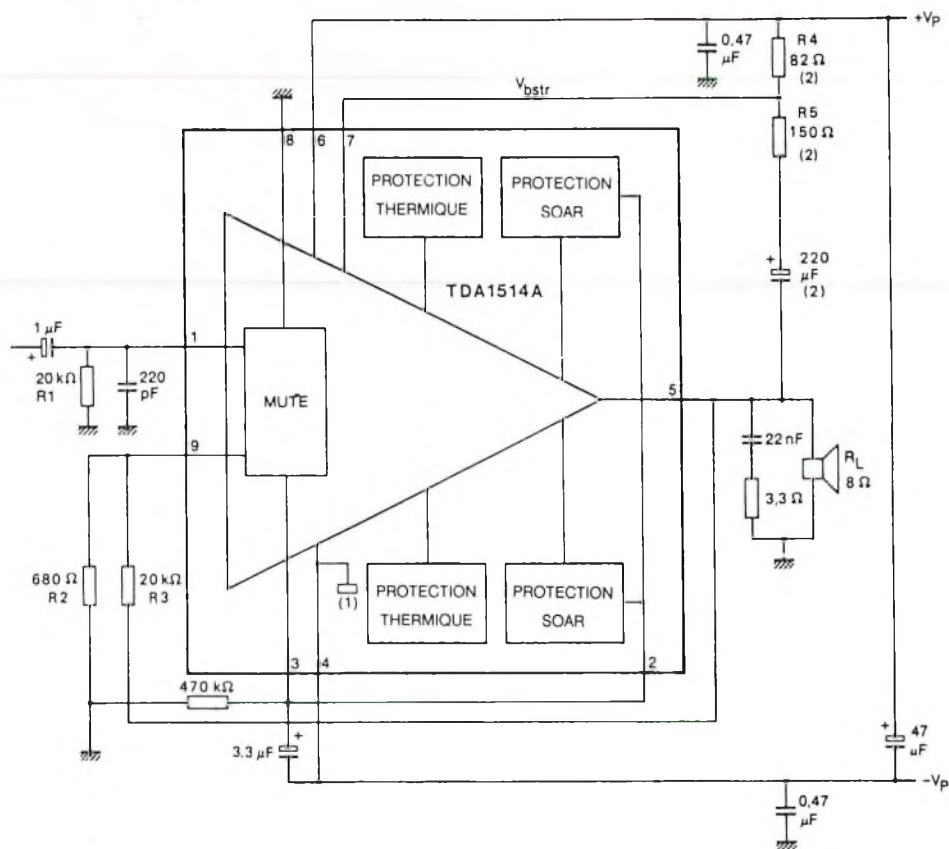 +Vp
0,47
µF
R4
82 Ω
(2)
Vbstr
R5
150 Ω
(2)
8
6
7
PROTECTION
THERMIQUE
PROTECTION
SOAR
+
220
µF
(2)
TDA1514A
1 µF
+
1
20 kΩ
R1
220
pF
MUTE
5
9
22 nF
RL
8 Ω
3,3 Ω
680 Ω
R2
20 kΩ
R3
(1)
PROTECTION
THERMIQUE
PROTECTION
SOAR
3
4
2
470 kΩ
+
3,3 µF
+
47
µF
-Vp
0,47
µF